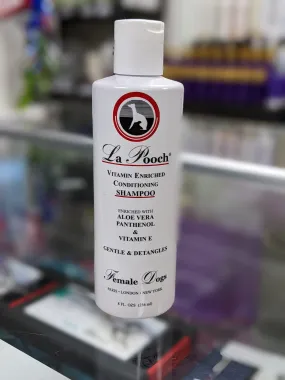 La Pooch®
VITAMIN ENRICHED
CONDITIONING
SHAMPOO
ENRICHED WITH
ALOE VERA
PANTHENOL
&
VITAMIN E
GENTLE & DETANGLES
Female Dogs
PARIS • LONDON • NEW YORK